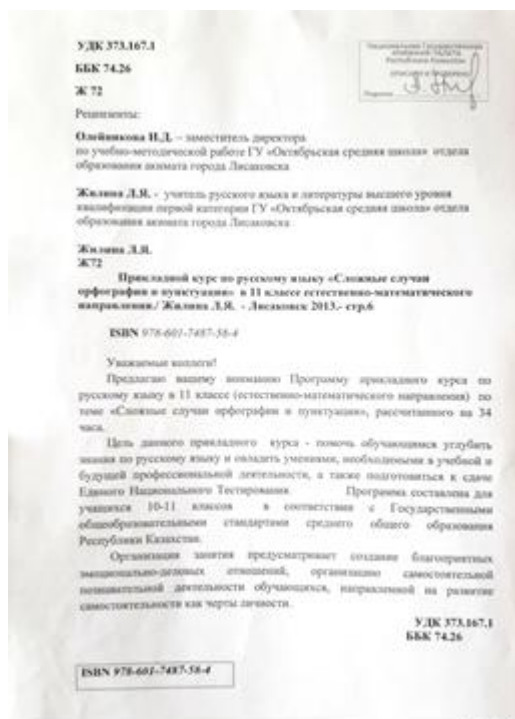 УДК 373.167.1
Национальная Государственная
Книжная палата
Республики Казахстан
ББК 74.26
Ж 72
Рецензенты:
Олейникова И.Д. – заместитель директора
по учебно-методической работе ГУ «Октябрьская средняя школа» отдела
образования акимата города Лисаковска
Жилина Л.Я. - учитель русского языка и литературы высшего уровня
квалификации первой категории ГУ «Октябрьская средняя школа» отдела
образования акимата города Лисаковска
Жилина Л.Я.
Ж72
Прикладной курс по русскому языку «Сложные случаи
орфографии и пунктуации» в 11 классе естественно-математического
направления./ Жилина Л.Я. - Лисаковск 2013.- стр.6
ISBN 978-601-7487-58-4
Уважаемые коллеги!
Предлагаю вашему вниманию Программу прикладного курса по
русскому языку в 11 классе (естественно-математического направления) по
теме «Сложные случаи орфографии и пунктуации», рассчитанного на 34
часа.
Цель данного прикладного курса - помочь обучающимся углубить
знания по русскому языку и овладеть умениями, необходимыми в учебной и
будущей профессиональной деятельности, а также подготовиться к сдаче
Единого Национального Тестирования. Программа составлена для
учащихся 10-11 классов в соответствии с Государственными
общеобразовательными стандартами среднего общего образования
Республики Казахстан.
Организация занятия предусматривает создание благоприятных
эмоционально-деловых отношений, организацию самостоятельной
познавательной деятельности обучающихся, направленной на развитие
самостоятельности как черты личности.
УДК 373.167.1
ББК 74.26
ISBN 978-601-7487-58-4